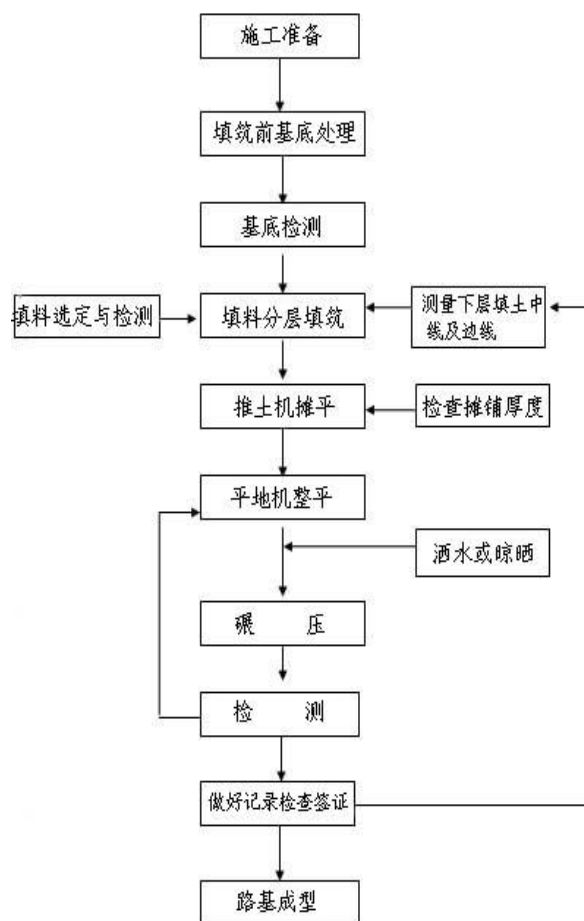 施工准备
填筑前基底处理
基底检测
填料选定与检测
填料分层填筑
测量下层填土中
线及边线
推土机摊平
检查摊铺厚度
平地机整平
洒水或晾晒
碾 压
检 测
做好记录检查签证
路基成型